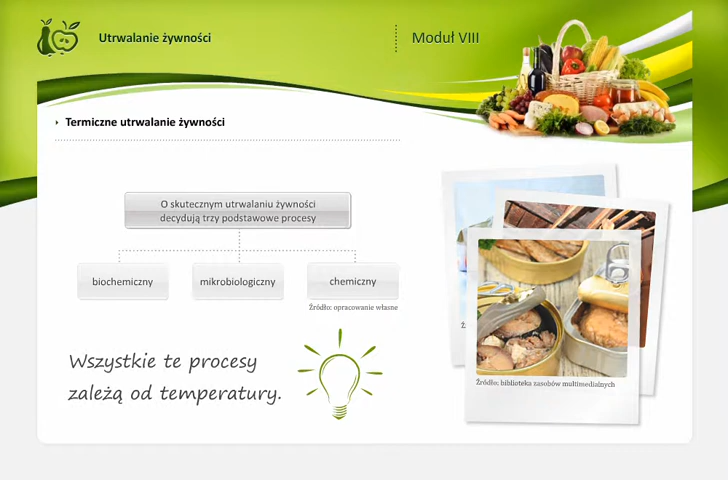 Utrwalanie żywności
Moduł VIII
Termiczne utrwalanie żywności
O skutecznym utrwalaniu żywności
decydują trzy podstawowe procesy
biochemiczny
mikrobiologiczny
chemiczny
Źródło: opracowanie własne
Wszystkie te procesy
zależą od temperatury.
Źródło: biblioteka zasobów multimedialnych